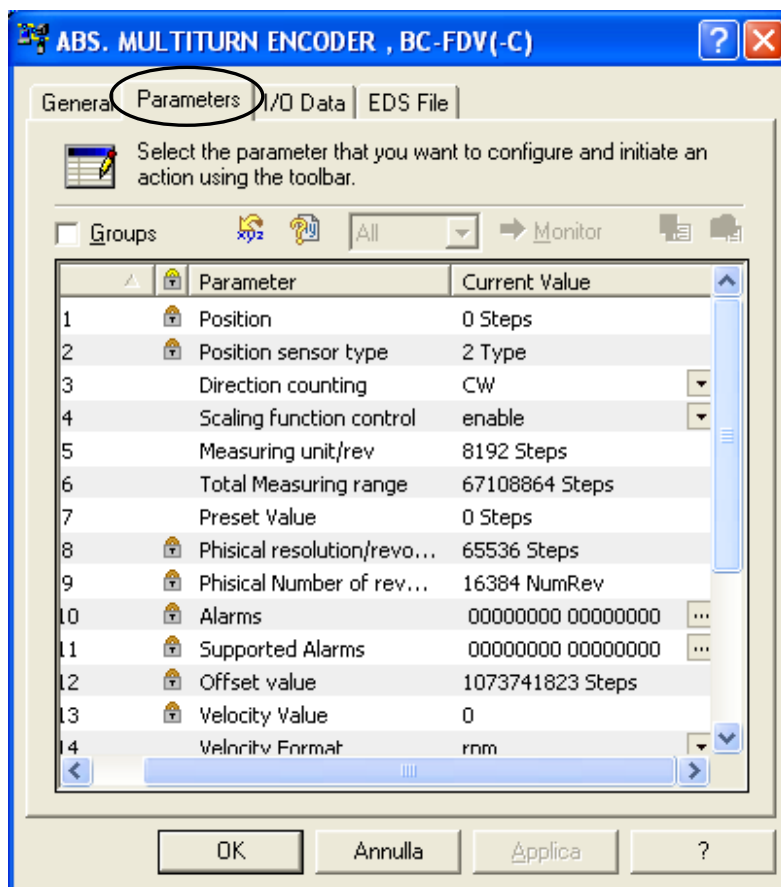 ABS. MULTITURN ENCODER , BC-FDV(-C)
General Parameters I/O Data EDS File
Select the parameter that you want to configure and initiate an
action using the toolbar.
Groups All Monitor
Parameter Current Value
1 Position 0 Steps
2 Position sensor type 2 Type
3 Direction counting CW
4 Scaling function control enable
5 Measuring unit/rev 8192 Steps
6 Total Measuring range 67108864 Steps
7 Preset Value 0 Steps
8 Phisical resolution/revo... 65536 Steps
9 Phisical Number of rev... 16384 NumRev
10 Alarms 00000000 00000000 ...
11 Supported Alarms 00000000 00000000 ...
12 Offset value 1073741823 Steps
13 Velocity Value 0
14 Velocity Format rpm
OK Annulla Applica ?